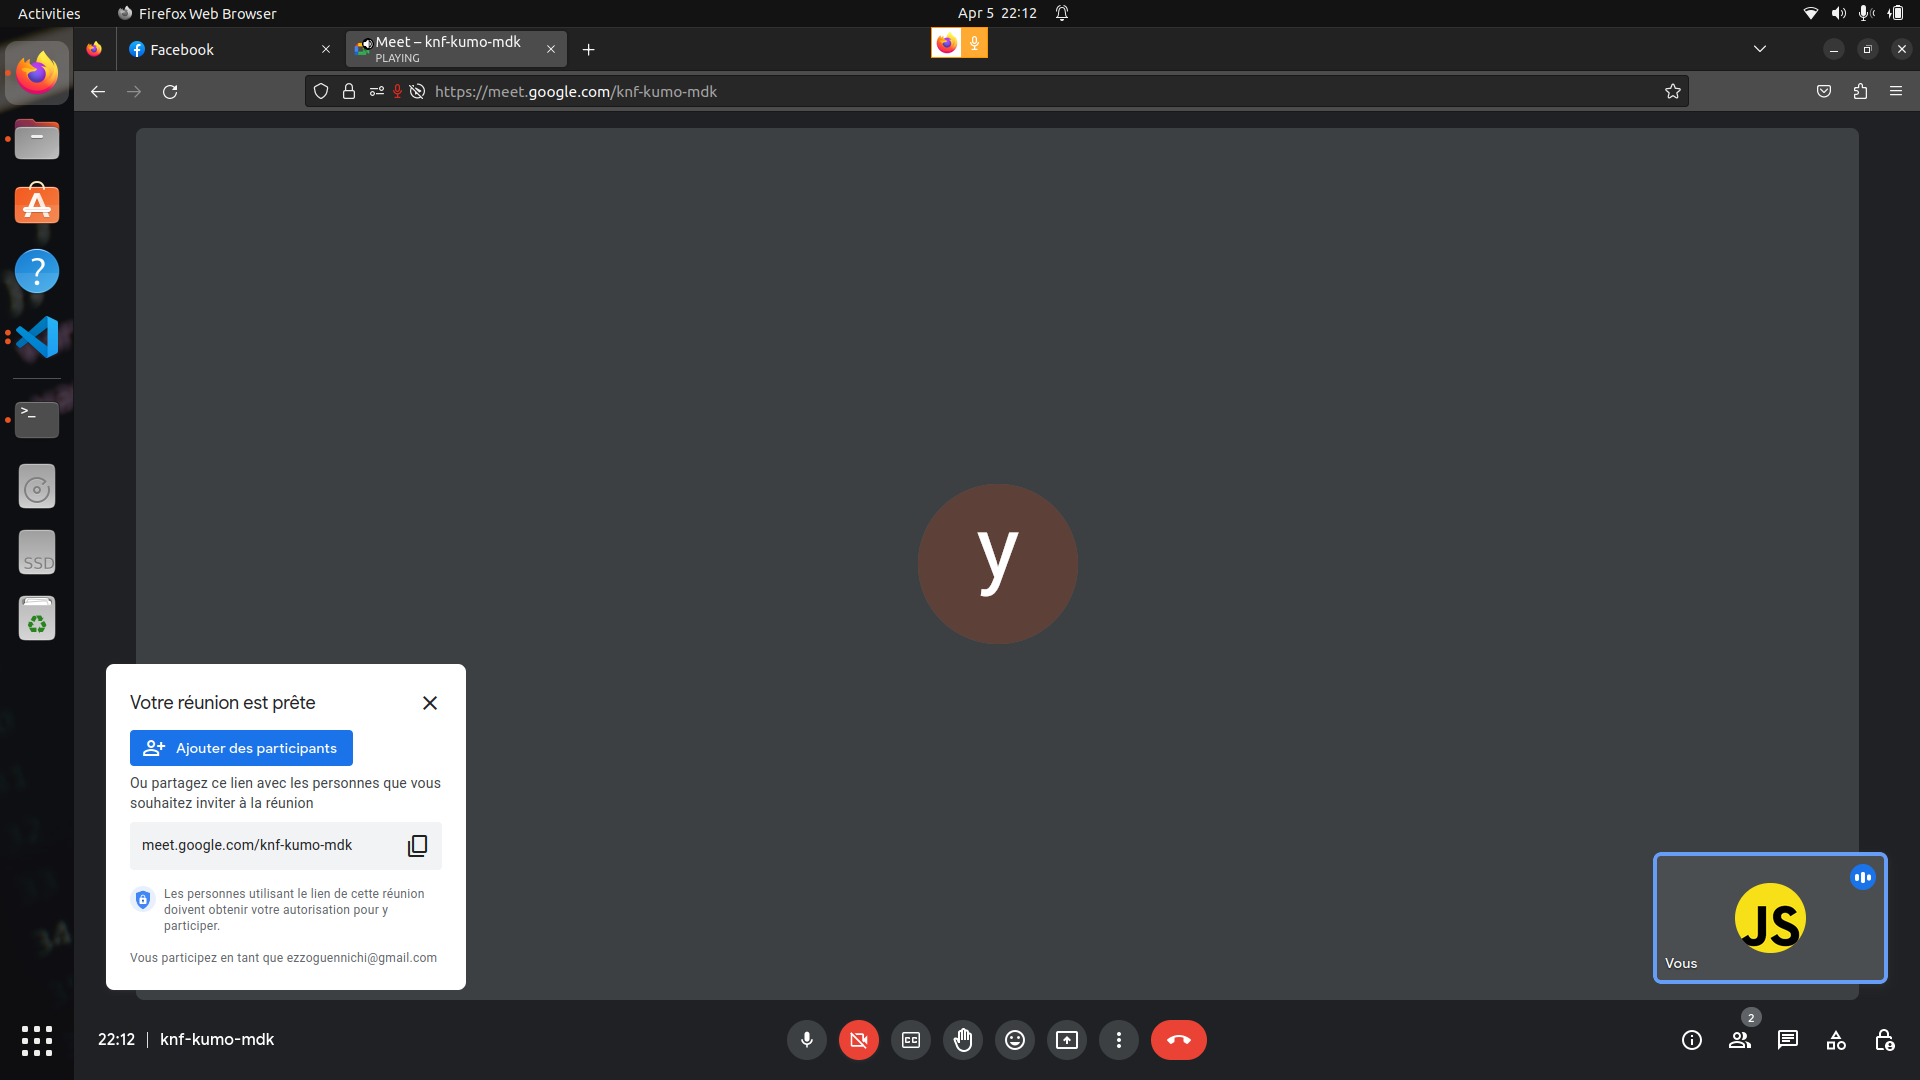 Activities
Firefox Web Browser
Apr 5 22:12
Facebook
Meet – knf-kumo-mdk
PLAYING
https://meet.google.com/knf-kumo-mdk
>_
SSD
y
Votre réunion est prête
Ajouter des participants
Ou partagez ce lien avec les personnes que vous
souhaitez inviter à la réunion
meet.google.com/knf-kumo-mdk
Les personnes utilisant le lien de cette réunion
doivent obtenir votre autorisation pour y
participer.
Vous participez en tant que ezzoguennichi@gmail.com
JS
Vous
22:12 | knf-kumo-mdk
CC
2